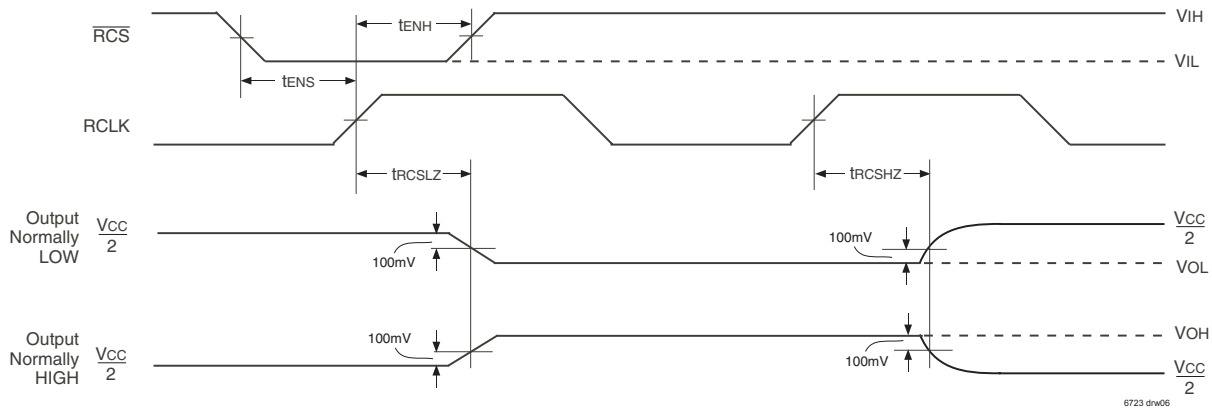 RCS
tENH
VIH
VIL
tENS
RCLK
tRCSLZ
tRCSHZ
Output
Normally
LOW
VCC
2
100mV
100mV
VCC
2
VOL
Output
Normally
HIGH
VCC
2
100mV
100mV
VOH
VCC
2
6723 drw06